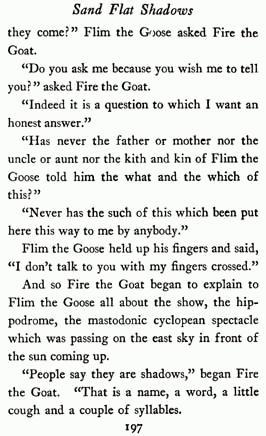 Sand Flat Shadows
they come?” Flim the Goose asked Fire the
Goat.
“Do you ask me because you wish me to tell
you?” asked Fire the Goat.
“Indeed it is a question to which I want an
honest answer.”
“Has never the father or mother nor the
uncle or aunt nor the kith and kin of Flim the
Goose told him the what and the which of
this?”
“Never has the such of this which been put
here this way to me by anybody.”
Flim the Goose held up his fingers and said,
“I don’t talk to you with my fingers crossed.”
And so Fire the Goat began to explain to
Flim the Goose all about the show, the hip-
podrome, the mastodonic cyclopean spectacle
which was passing on the east sky in front of
the sun coming up.
“People say they are shadows,” began Fire
the Goat. “That is a name, a word, a little
cough and a couple of syllables.
197